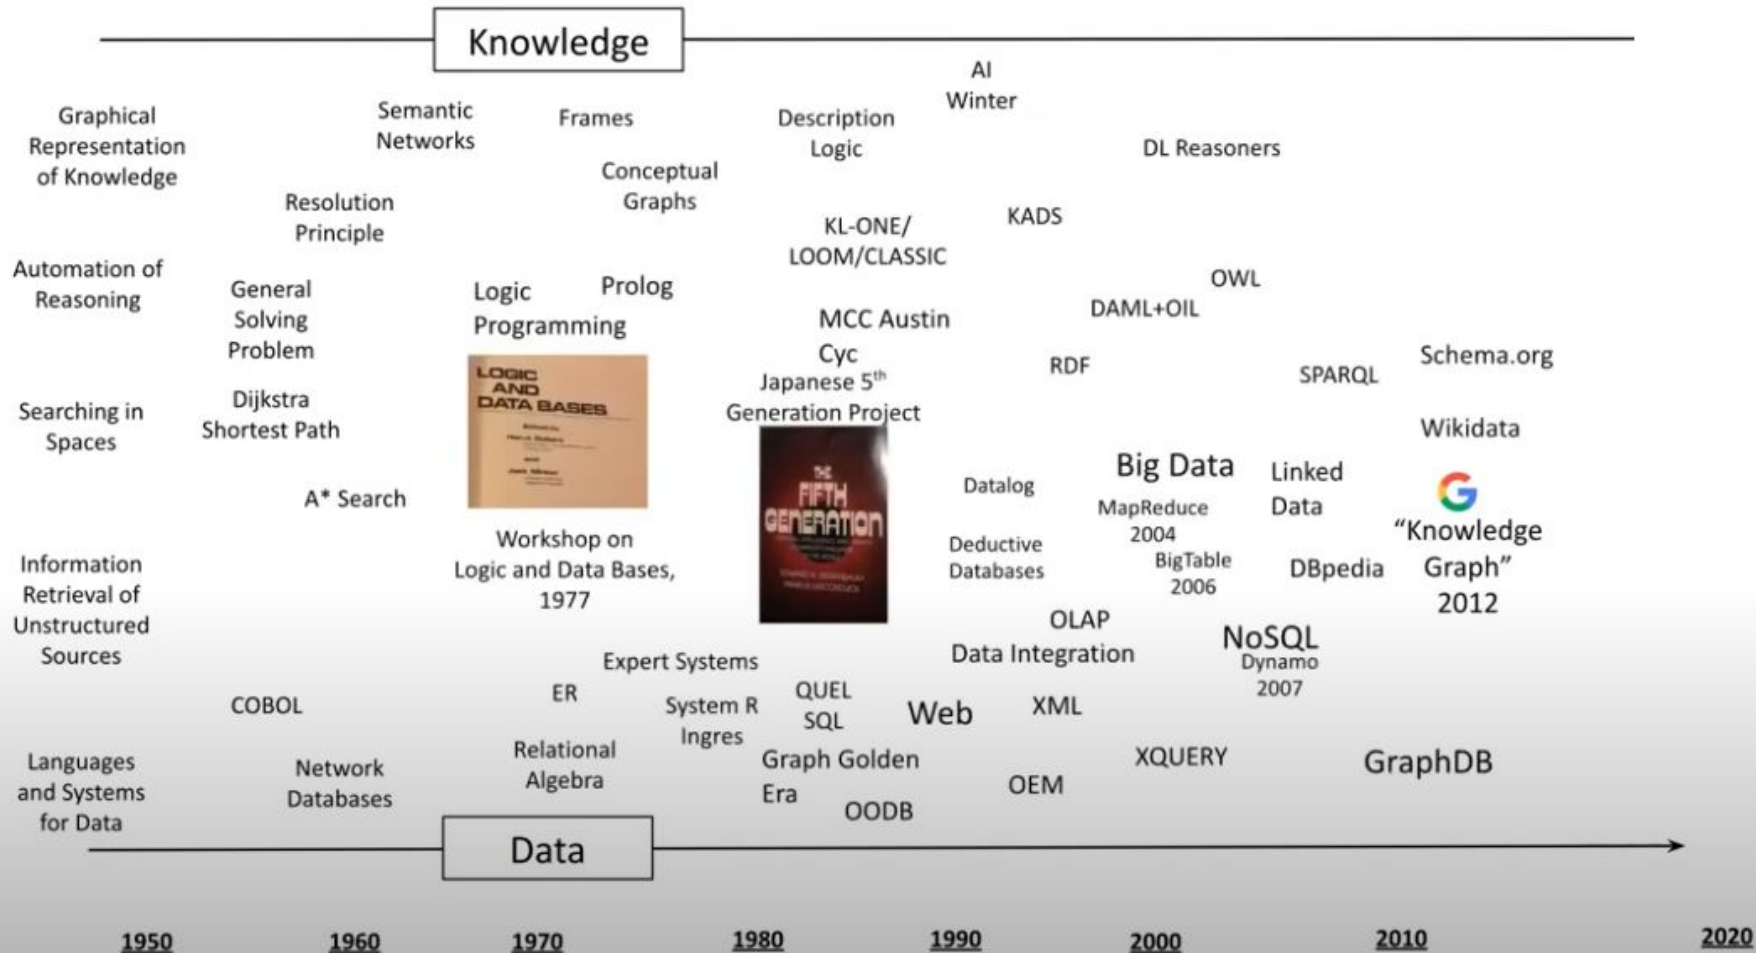 Knowledge
Graphical
Representation
of Knowledge
Semantic
Networks
Frames
Conceptual
Graphs
Description
Logic
AI
Winter
DL Reasoners
Resolution
Principle
KL-ONE/
LOOM/CLASSIC
KADS
Automation of
Reasoning
General
Solving
Problem
Logic
Programming
Prolog
MCC Austin
Cyc
OWL
DAML+OIL
RDF
SPARQL
Schema.org
Searching in
Spaces
Dijkstra
Shortest Path
A* Search
LOGIC
AND
DATA BASES
Workshop on
Logic and Data Bases,
1977
Japanese 5th
Generation Project
THE
FIFTH
GENERATION
Datalog
Deductive
Databases
Big Data
MapReduce
2004
BigTable
2006
Linked
Data
DBpedia
Wikidata
G
“Knowledge
Graph”
2012
Information
Retrieval of
Unstructured
Sources
Expert Systems
OLAP
Data Integration
NoSQL
Dynamo
2007
COBOL
ER
System R
Ingres
QUEL
SQL
Web
XML
Languages
and Systems
for Data
Network
Databases
Relational
Algebra
Graph Golden
Era
OODB
OEM
XQUERY
GraphDB
Data
1950
1960
1970
1980
1990
2000
2010
2020